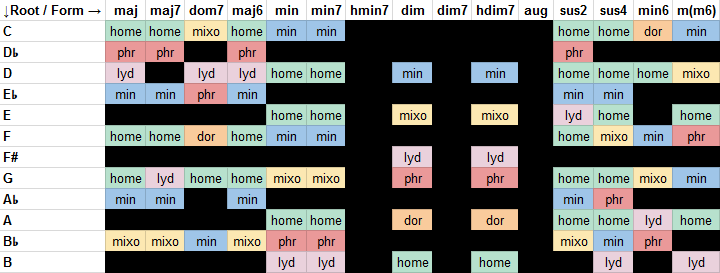 ↓Root / Form → maj maj7 dom7 maj6 min min7 hmin7 dim dim7 hdim7 aug sus2 sus4 min6 m(m6)
C home home mixo home min min home home dor min
D♭ phr phr phr phr
D lyd lyd lyd home home min min home home home mixo
E♭ min min phr min min min
E home home mixo mixo lyd home home
F home home dor home min min home mixo min phr
F# lyd lyd
G home lyd home home mixo mixo phr phr home home mixo min
A♭ min min min min phr
A home home dor dor home home lyd home
B♭ mixo mixo min mixo phr phr mixo min phr
B lyd lyd home home lyd lyd